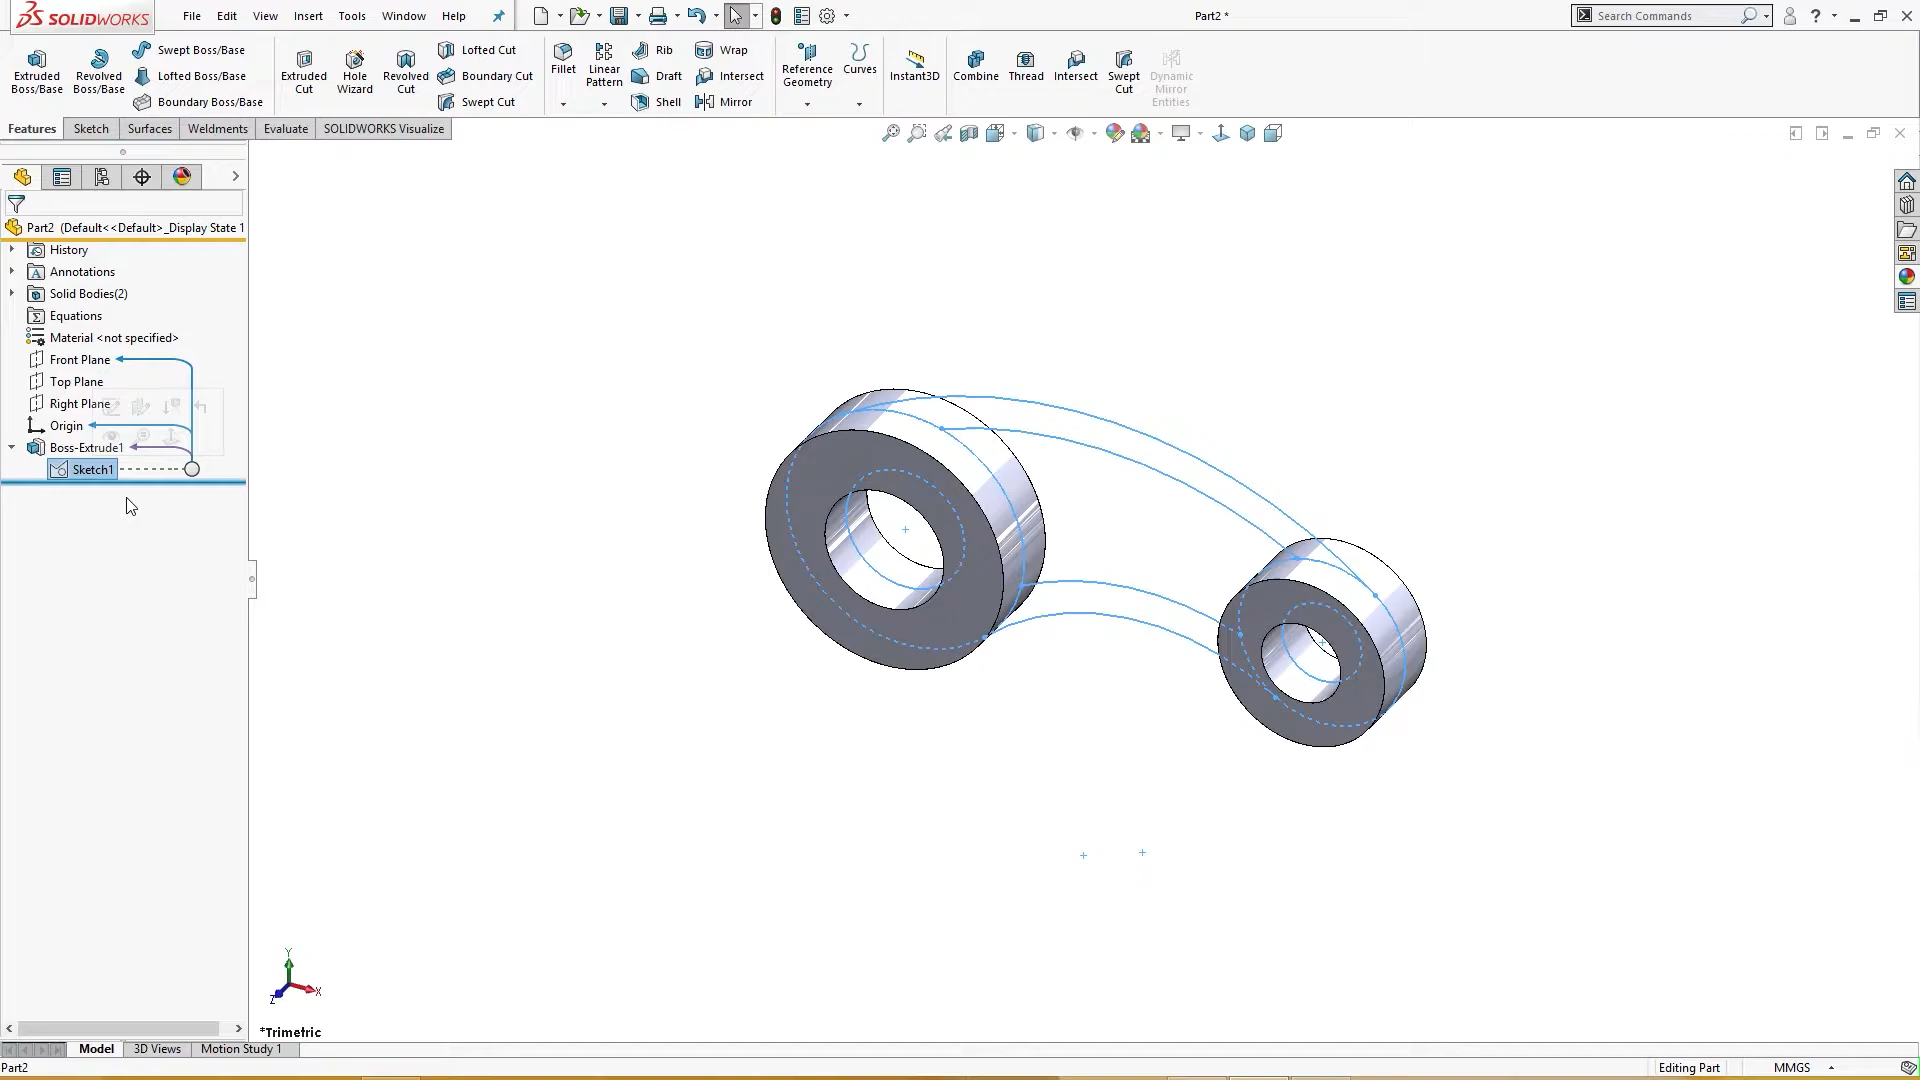 SOLIDWORKS File Edit View Insert Tools Window Help Part2 * Search Commands ?
Extruded Boss/Base
Revolved Boss/Base
Swept Boss/Base
Lofted Boss/Base
Boundary Boss/Base
Extruded Cut
Hole Wizard
Revolved Cut
Lofted Cut
Boundary Cut
Swept Cut
Fillet
Linear Pattern
Rib
Draft
Shell
Wrap
Intersect
Mirror
Reference Geometry
Curves
Instant3D
Combine
Thread
Intersect
Swept Cut
Dynamic Mirror Entities
Features Sketch Surfaces Weldments Evaluate SOLIDWORKS Visualize
Part2 (Default<<Default>_Display State 1
History
Annotations
Solid Bodies(2)
Equations
Material <not specified>
Front Plane
Top Plane
Right Plane
Origin
Boss-Extrude1
Sketch1
Y
X
Z
*Trimetric
Model 3D Views Motion Study 1
Part2 Editing Part MMGS